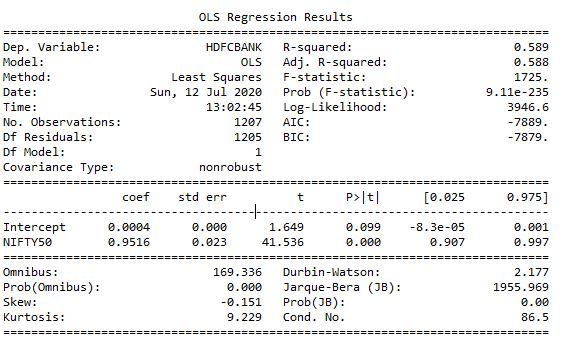 OLS Regression Results
==============================================================================
Dep. Variable:               HDFCBANK   R-squared:                       0.589
Model:                            OLS   Adj. R-squared:                  0.588
Method:                 Least Squares   F-statistic:                     1725.
Date:                Sun, 12 Jul 2020   Prob (F-statistic):          9.11e-235
Time:                        13:02:45   Log-Likelihood:                 3946.6
No. Observations:                1207   AIC:                            -7889.
Df Residuals:                    1205   BIC:                            -7879.
Df Model:                           1
Covariance Type:            nonrobust
==============================================================================
                 coef    std err          t      P>|t|      [0.025      0.975]
------------------------------------------------------------------------------
Intercept      0.0004      0.000      1.649      0.099    -8.3e-05       0.001
NIFTY50        0.9516      0.023     41.536      0.000       0.907       0.997
==============================================================================
Omnibus:                      169.336   Durbin-Watson:                   2.177
Prob(Omnibus):                  0.000   Jarque-Bera (JB):             1955.969
Skew:                          -0.151   Prob(JB):                         0.00
Kurtosis:                       9.229   Cond. No.                         86.5
==============================================================================